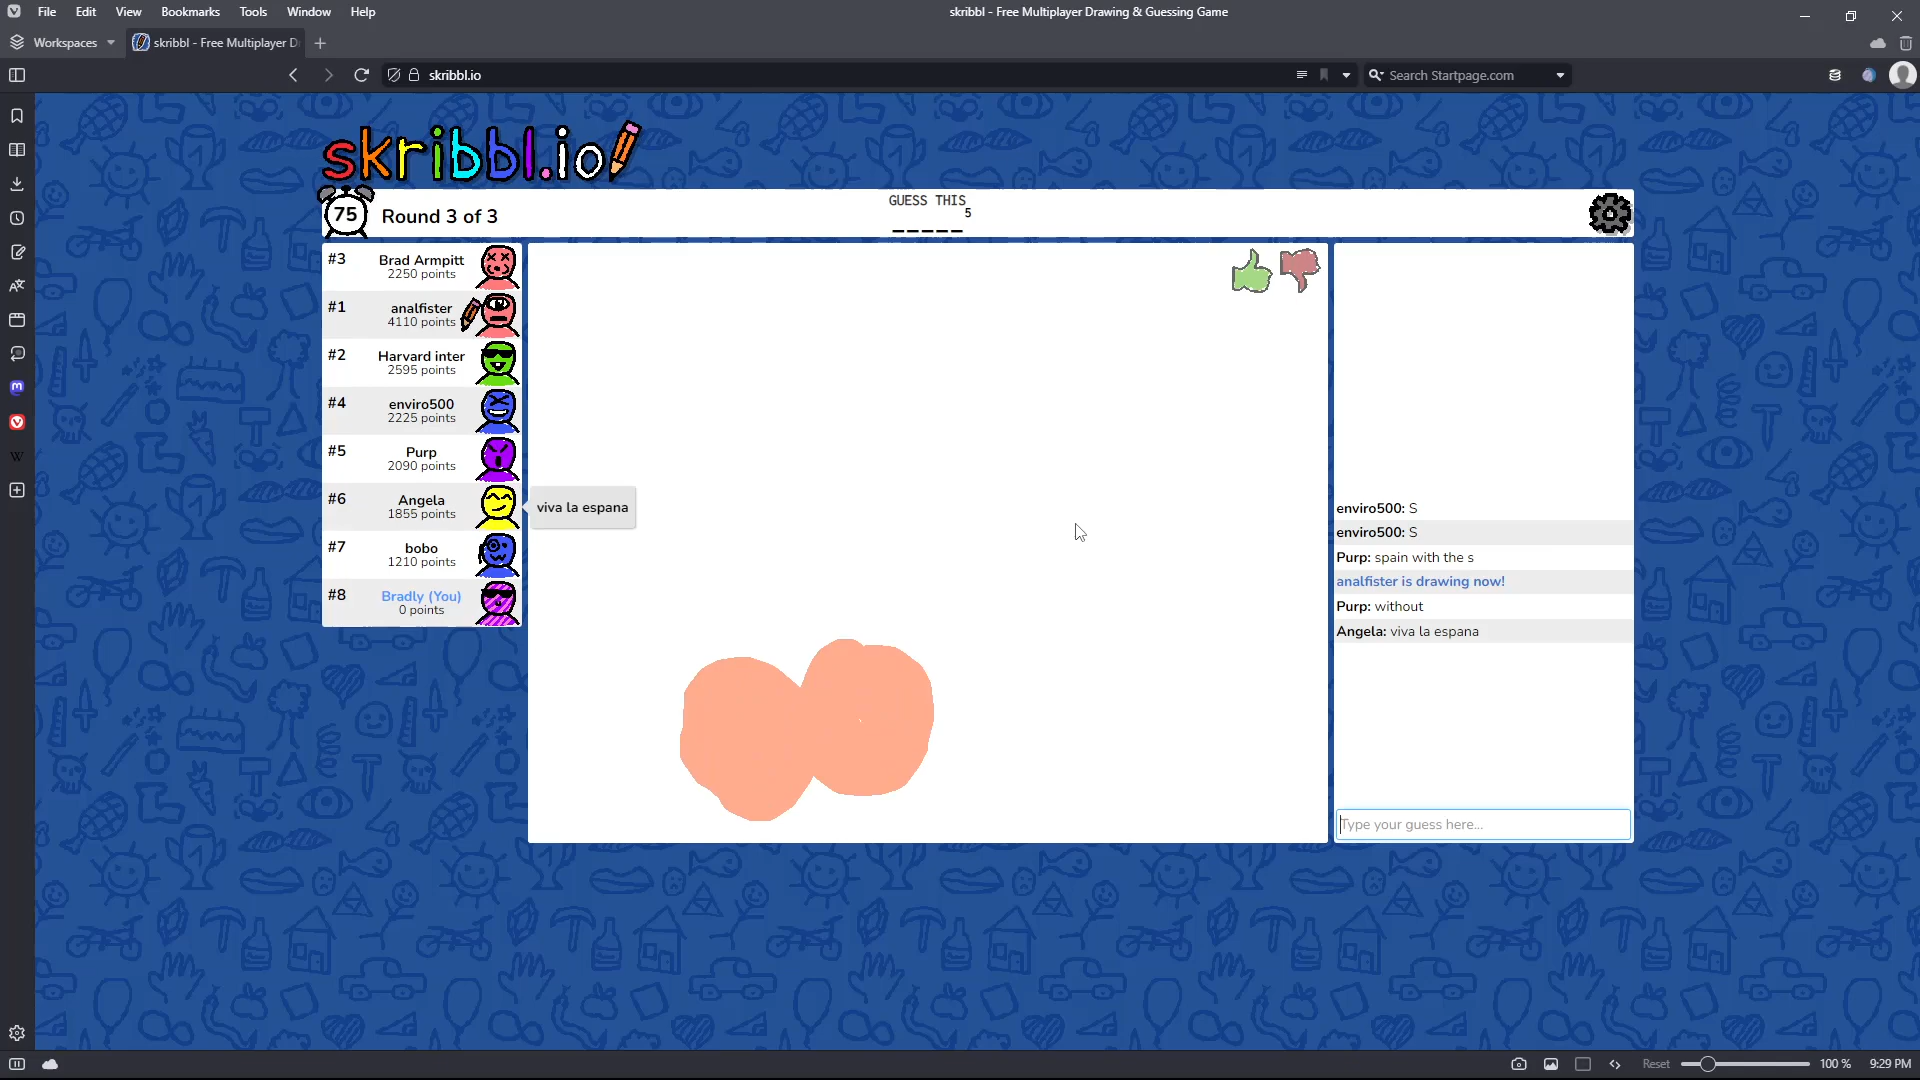 File Edit View Bookmarks Tools Window Help
skribbl - Free Multiplayer Drawing & Guessing Game
Workspaces
skribbl - Free Multiplayer D
skribbl.io
Search Startpage.com
skribbl.io
75
Round 3 of 3
GUESS THIS
5
_____
#3 Brad Armpitt
2250 points
#1 analfister
4110 points
#2 Harvard inter
2595 points
#4 enviro500
2225 points
#5 Purp
2090 points
#6 Angela
1855 points
viva la espana
#7 bobo
1210 points
#8 Bradly (You)
0 points
enviro500: S
enviro500: S
Purp: spain with the s
analfister is drawing now!
Purp: without
Angela: viva la espana
Type your guess here...
Reset
100 %
9:29 PM